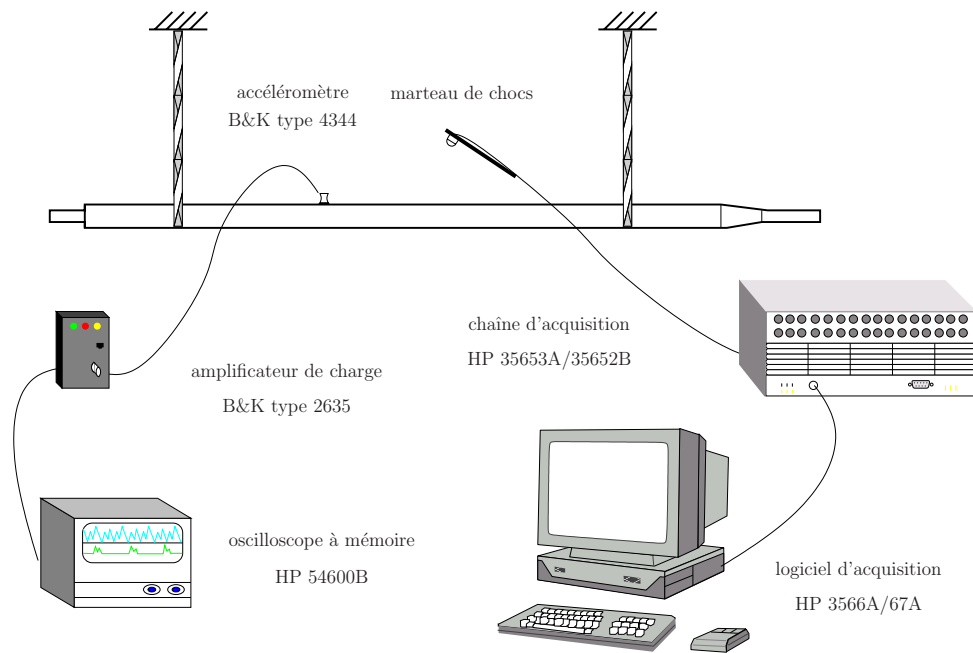 accéléromètre
B&K type 4344
marteau de chocs
chaîne d'acquisition
HP 35653A/35652B
amplificateur de charge
B&K type 2635
oscilloscope à mémoire
HP 54600B
logiciel d'acquisition
HP 3566A/67A